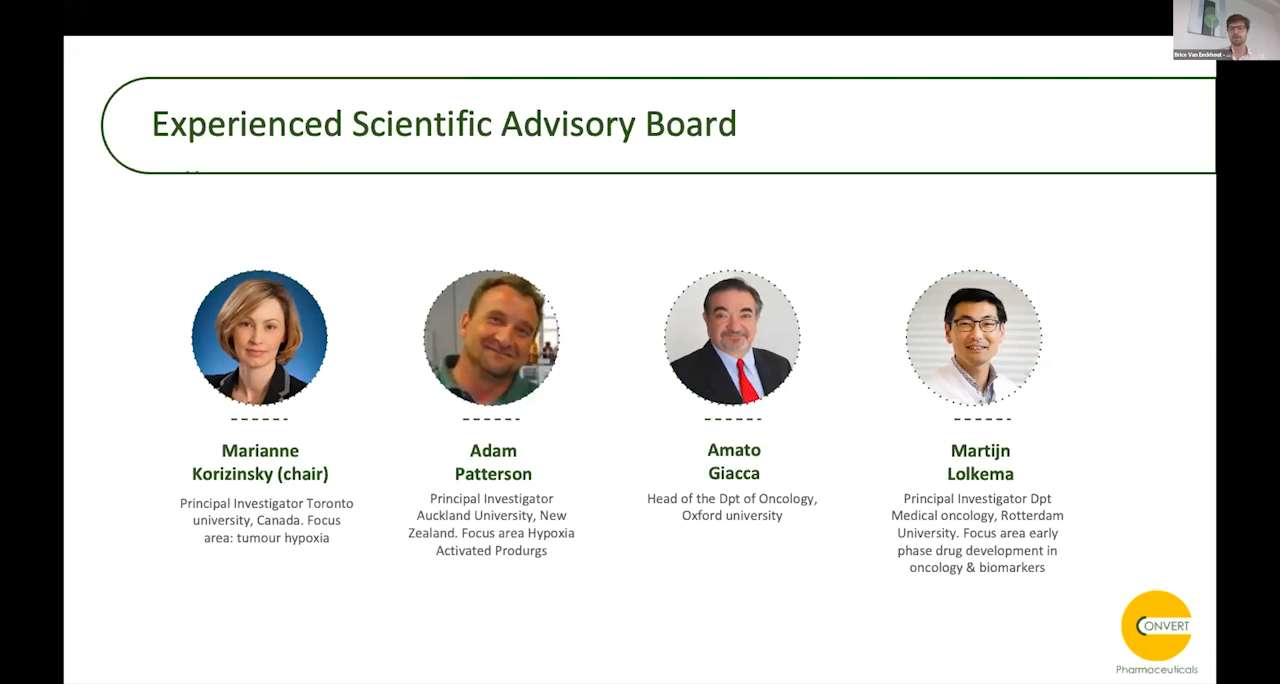 Brice Van Eeckhout -
Experienced Scientific Advisory Board
Marianne
Korizinsky (chair)
Principal Investigator Toronto
university, Canada. Focus
area: tumour hypoxia
Adam
Patterson
Principal Investigator
Auckland University, New
Zealand. Focus area Hypoxia
Activated Produrgs
Amato
Giacca
Head of the Dpt of Oncology,
Oxford university
Martijn
Lolkema
Principal Investigator Dpt
Medical oncology, Rotterdam
University. Focus area early
phase drug development in
oncology & biomarkers
CONVERT
Pharmaceuticals